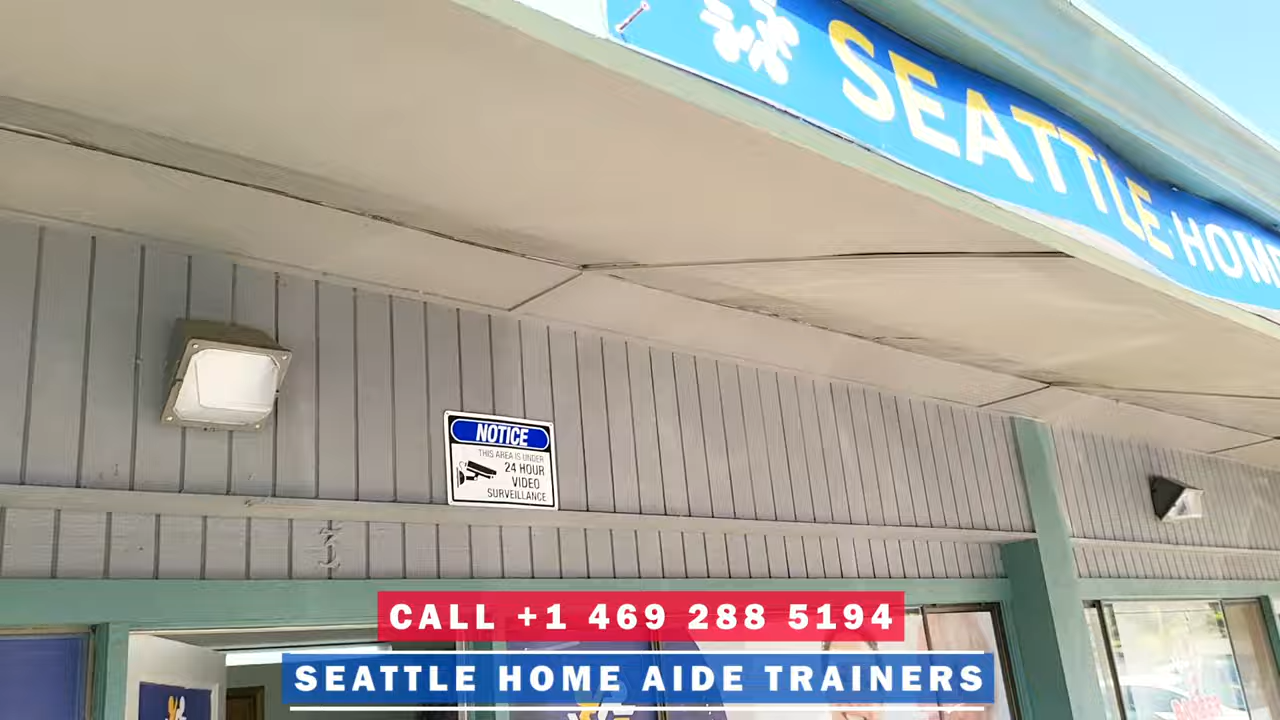 SEATTLE HOME
NOTICE
THIS AREA IS UNDER
24 HOUR
VIDEO
SURVEILLANCE
CALL +1 469 288 5194
SEATTLE HOME AIDE TRAINERS